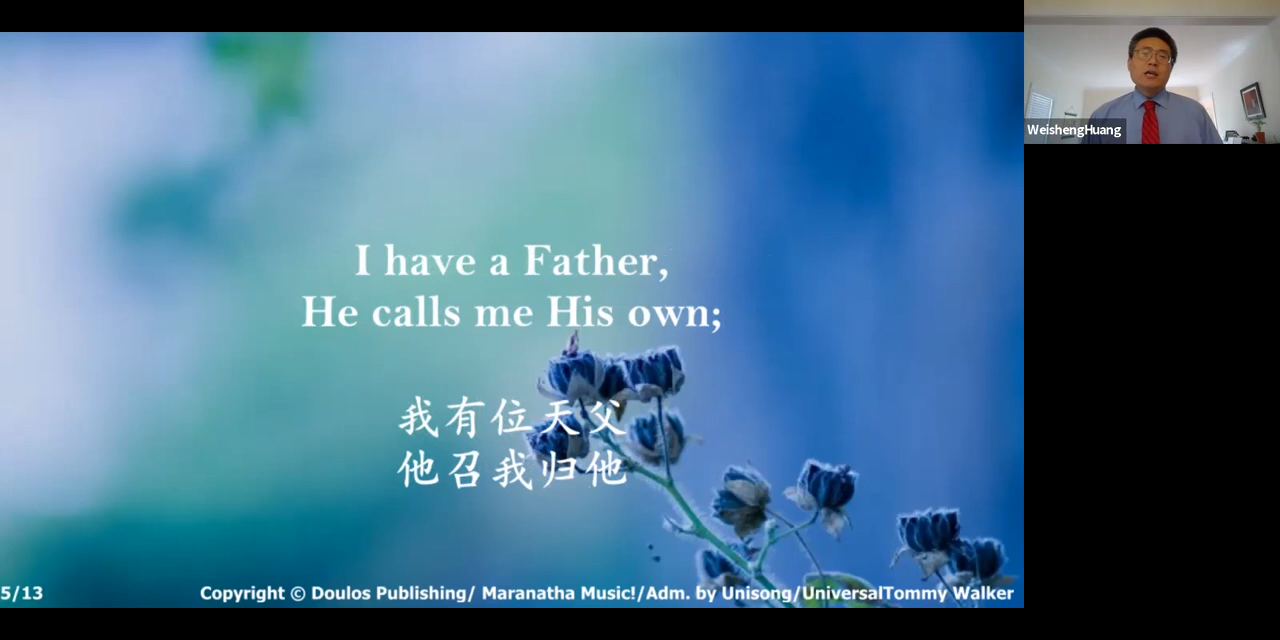 I have a Father,
He calls me His own;
我有位天父
他召我归他
5/13
Copyright © Doulos Publishing/ Maranatha Music!/Adm. by Unisong/UniversalTommy Walker
WeishengHuang